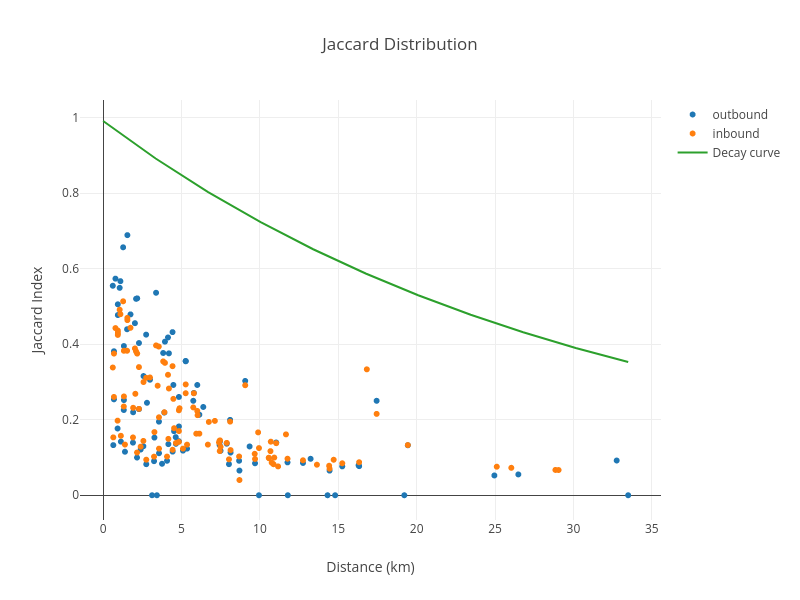 Jaccard Distribution
outbound
inbound
Decay curve
1
0.8
0.6
0.4
0.2
0
Jaccard Index
0 5 10 15 20 25 30 35
Distance (km)